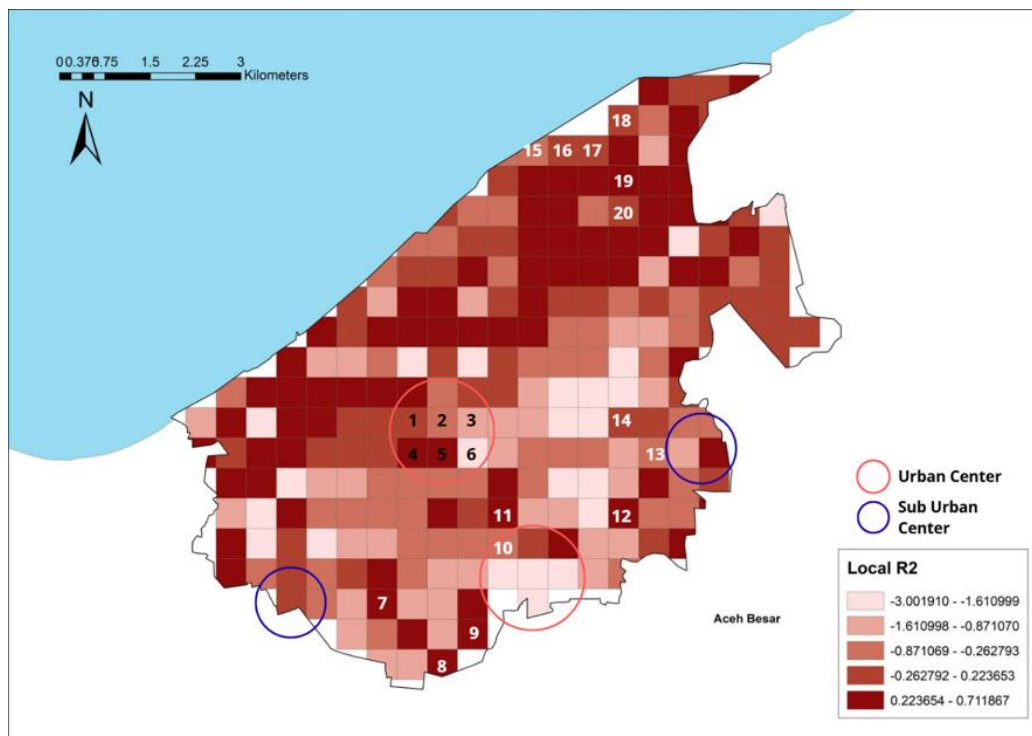 0 0.375 0.75 1.5 2.25 3
Kilometers
N
18
15 16 17
19
20
1 2 3
14
4 5 6
13
11
12
10
7
9
8
Urban Center
Sub Urban
Center
Aceh Besar
Local R2
-3.001910 - -1.610999
-1.610998 - -0.871070
-0.871069 - -0.262793
-0.262792 - 0.223653
0.223654 - 0.711867